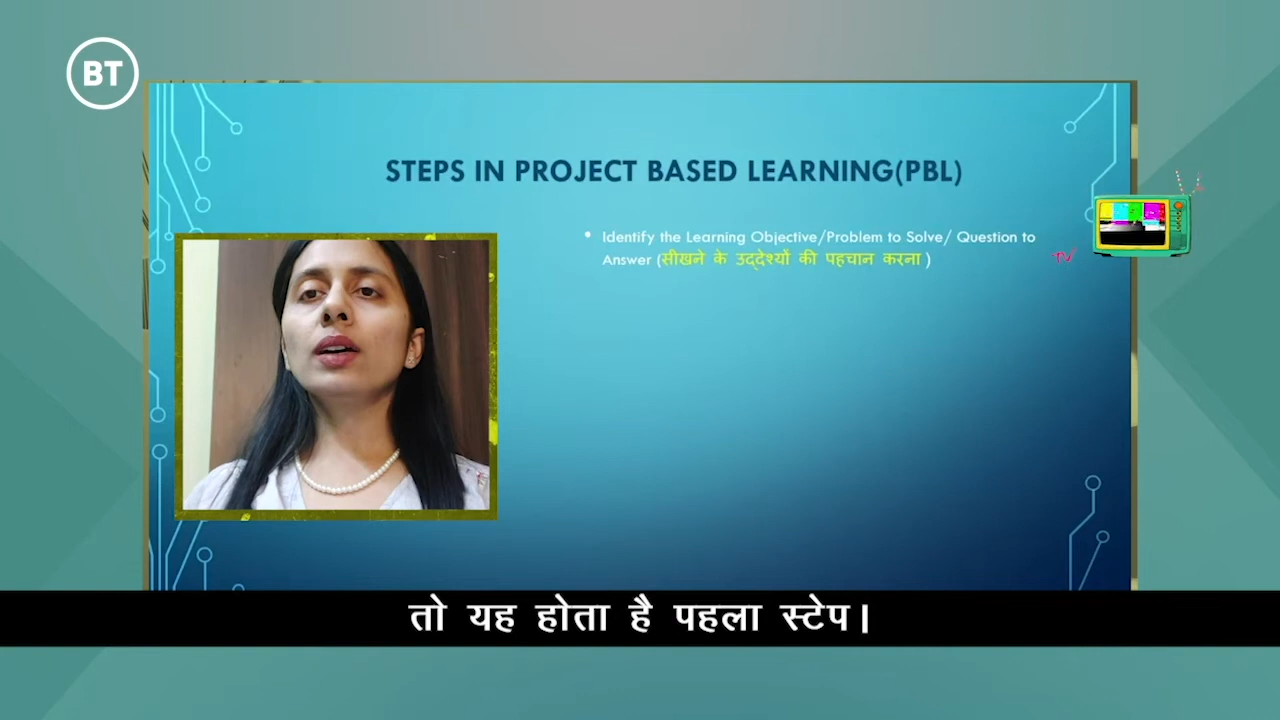 BT
STEPS IN PROJECT BASED LEARNING(PBL)
• Identify the Learning Objective/Problem to Solve/ Question to
Answer (सीखने के उद्देश्यों की पहचान करना )
TV
तो यह होता है पहला स्टेप।